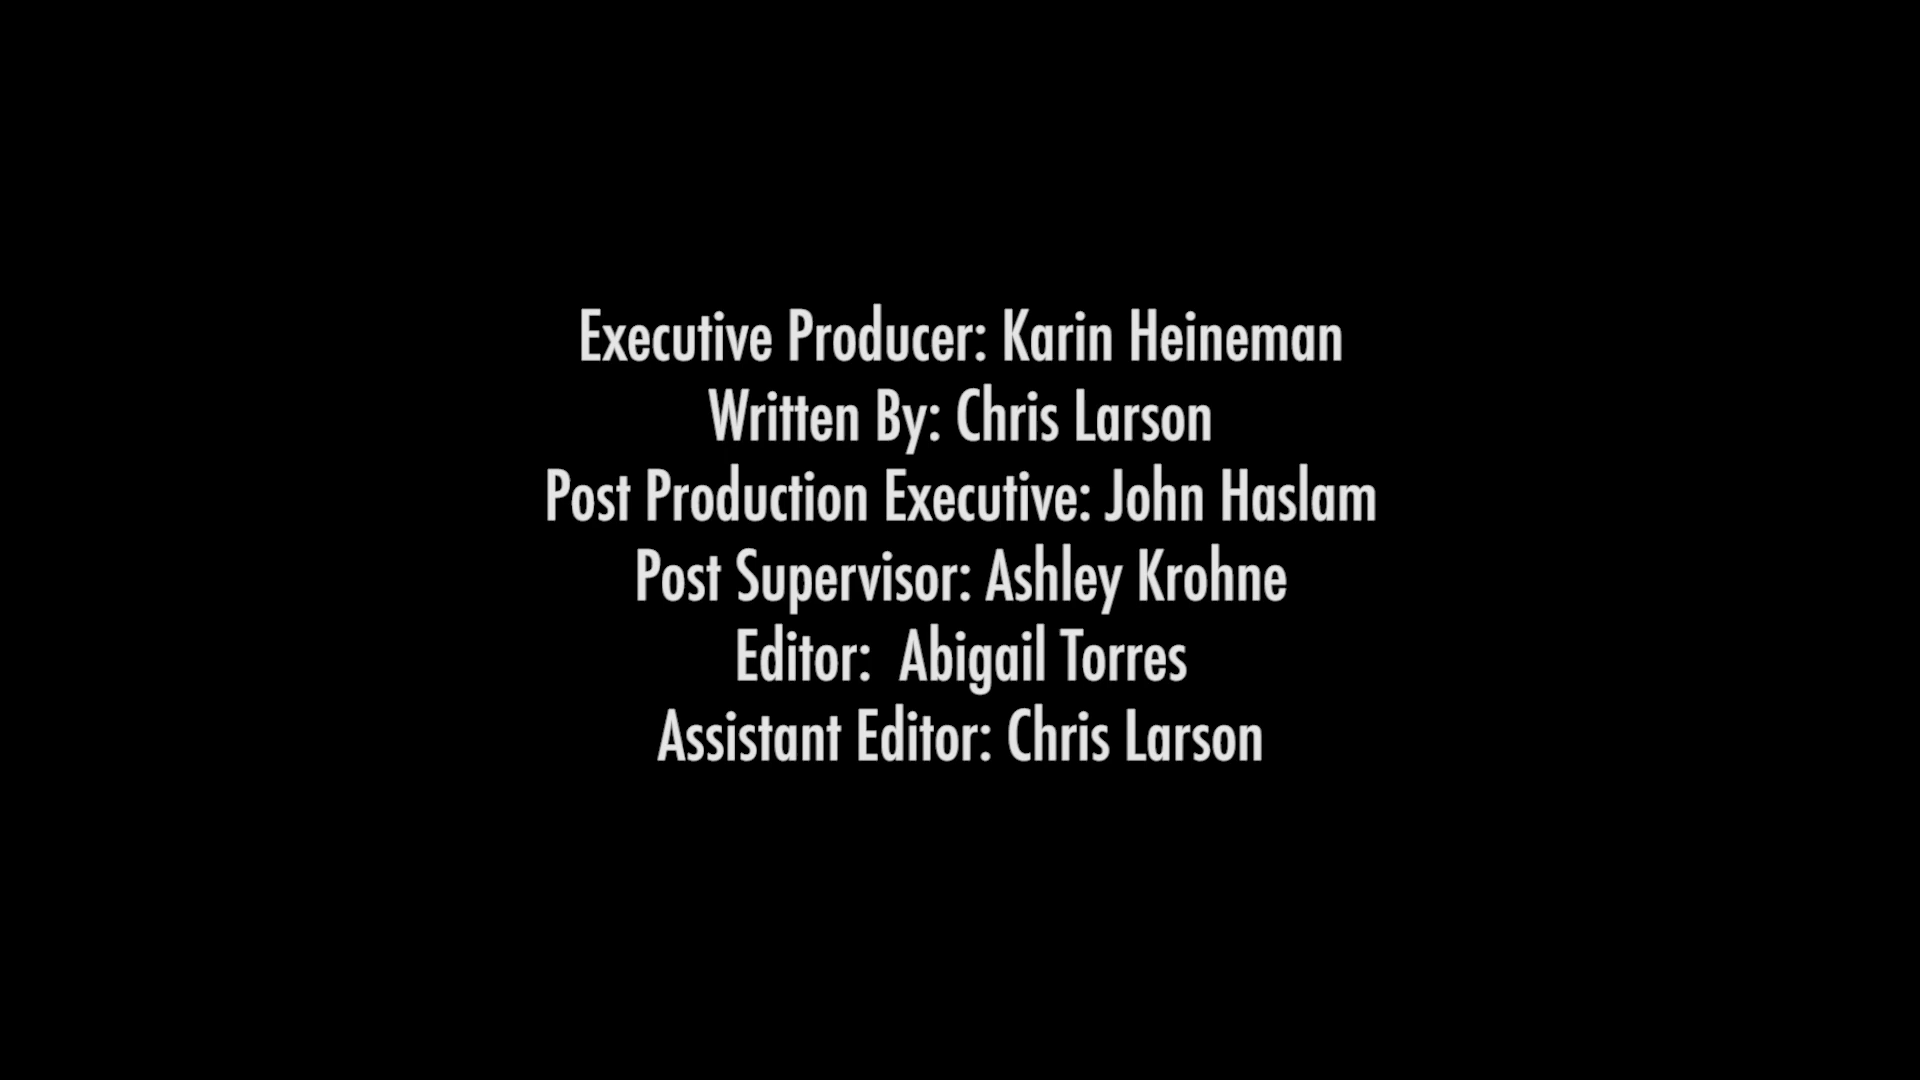 Executive Producer: Karin Heineman
Written By: Chris Larson
Post Production Executive: John Haslam
Post Supervisor: Ashley Krohne
Editor:  Abigail Torres
Assistant Editor: Chris Larson